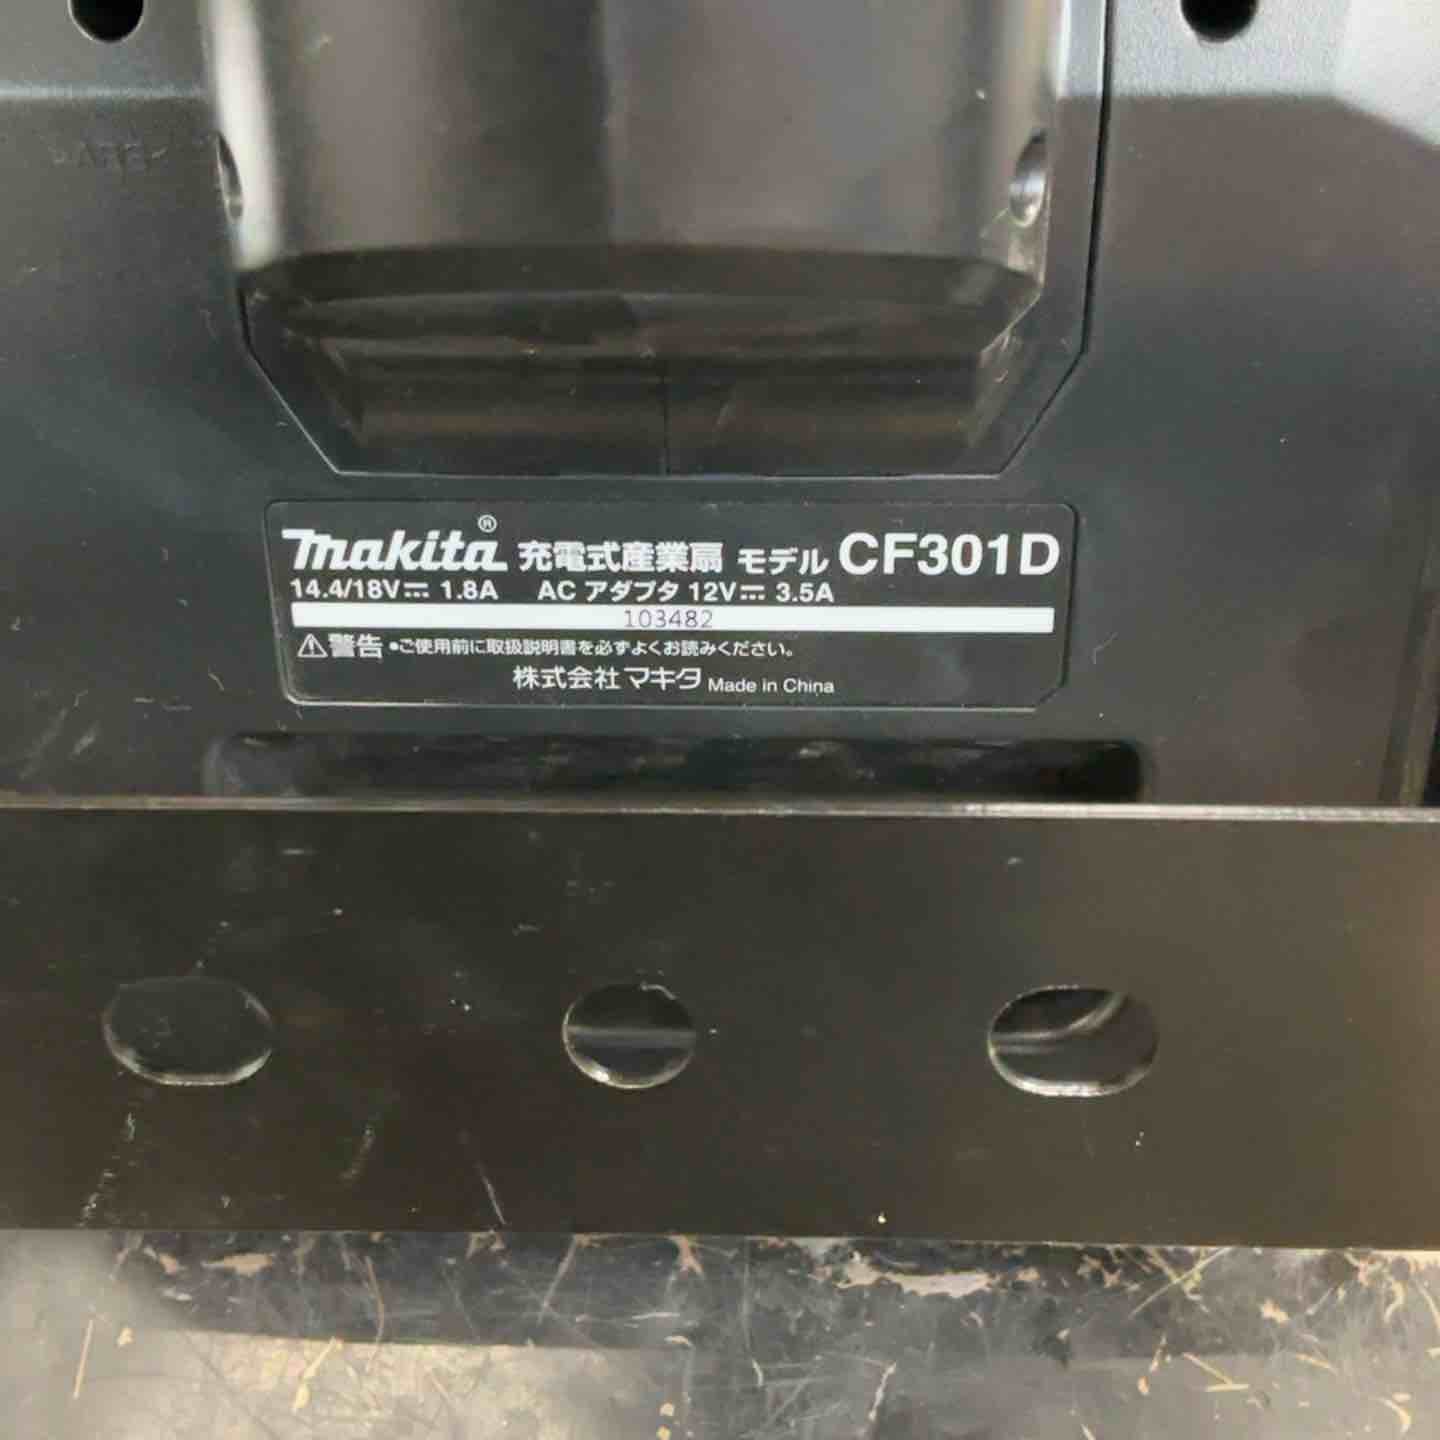 >ABS<
makita® 充電式産業扇 モデル CF301D
14.4/18V⎓ 1.8A AC アダプタ 12V⎓ 3.5A
103482
⚠警告 •ご使用前に取扱説明書を必ずよくお読みください。
株式会社マキタ Made in China